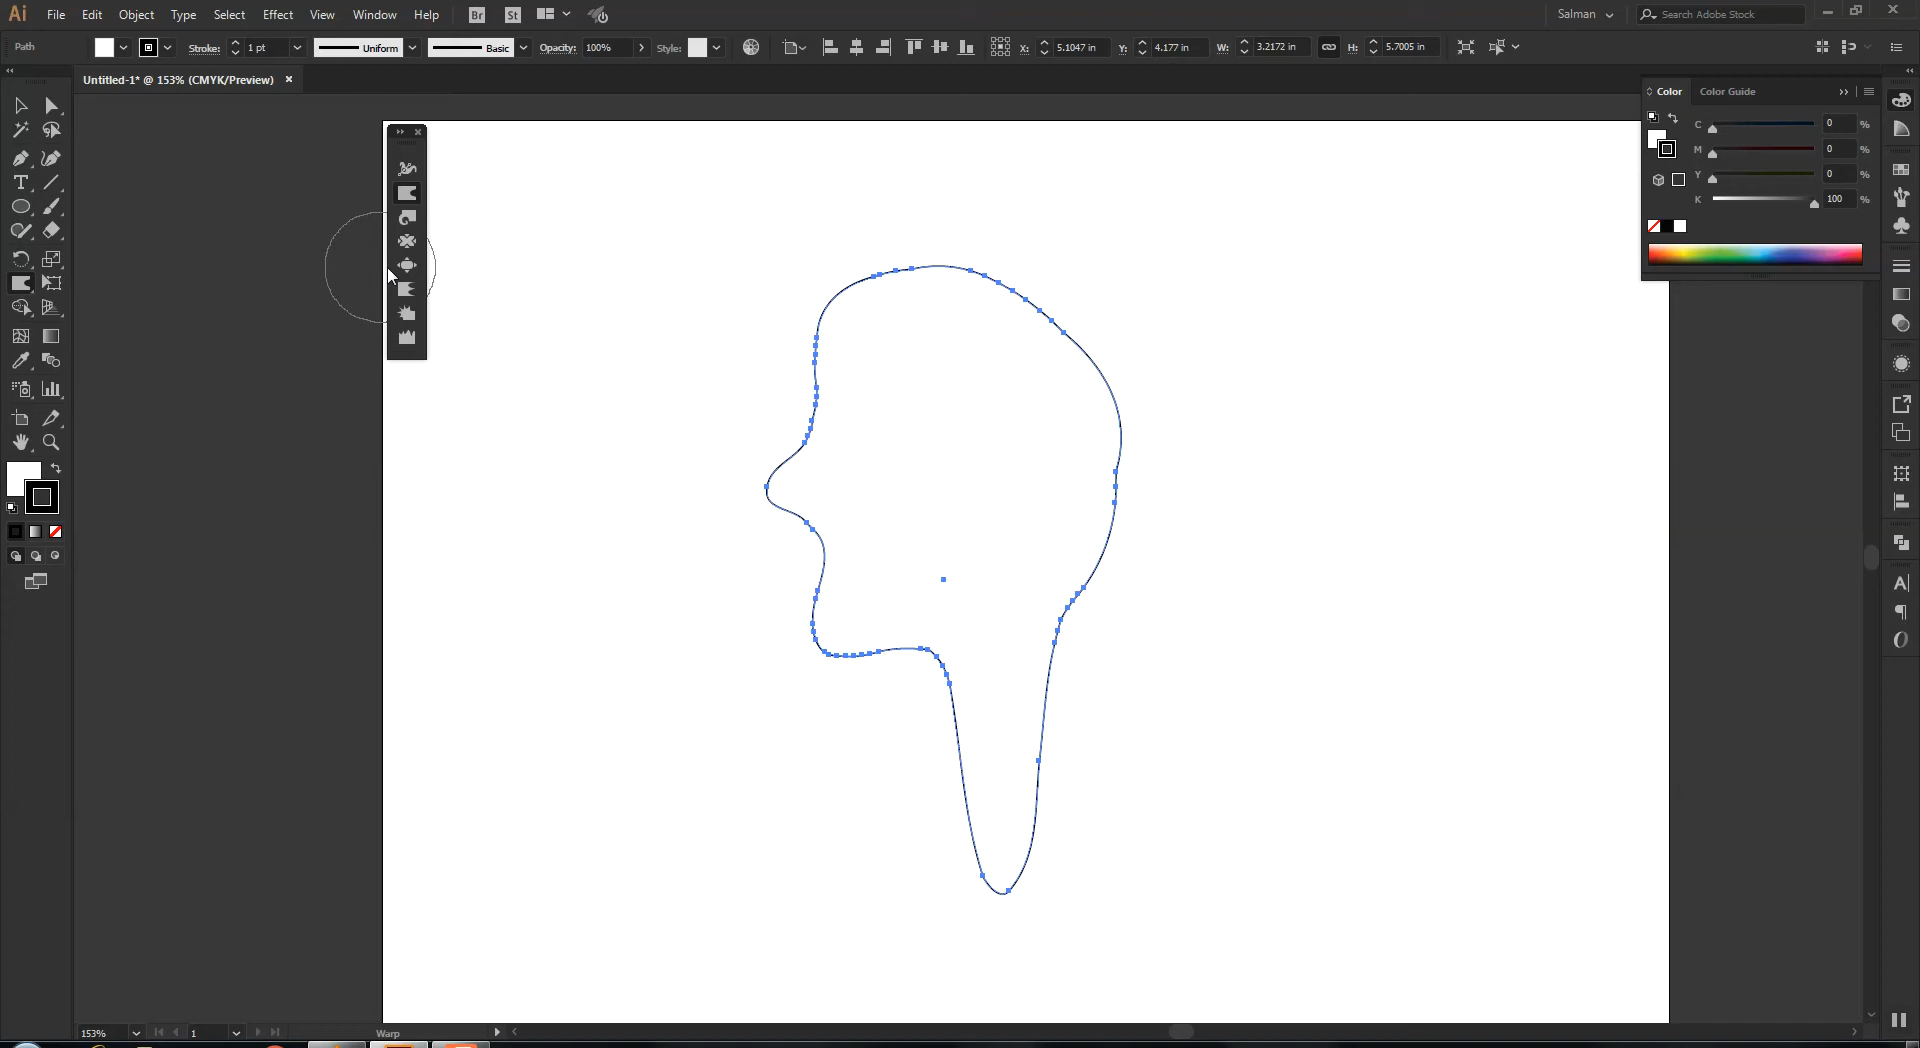 Ai File Edit Object Type Select Effect View Window Help Br St Salman Search Adobe Stock
Path Stroke: 1 pt Uniform Basic Opacity: 100% Style: X: 5.1047 in Y: 4.177 in W: 3.2172 in H: 5.7005 in
Untitled-1* @ 153% (CMYK/Preview)
Color Color Guide
C 0 %
M 0 %
Y 0 %
K 100 %
153% 1 Warp